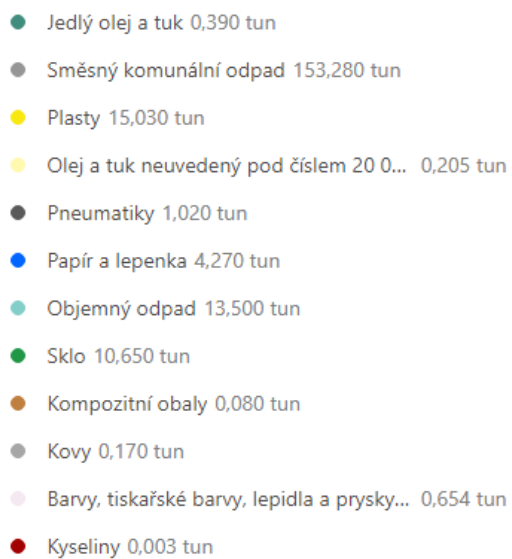 Jedlý olej a tuk 0,390 tun
Směsný komunální odpad 153,280 tun
Plasty 15,030 tun
Olej a tuk neuvedený pod číslem 20 0... 0,205 tun
Pneumatiky 1,020 tun
Papír a lepenka 4,270 tun
Objemný odpad 13,500 tun
Sklo 10,650 tun
Kompozitní obaly 0,080 tun
Kovy 0,170 tun
Barvy, tiskařské barvy, lepidla a prysky... 0,654 tun
Kyseliny 0,003 tun